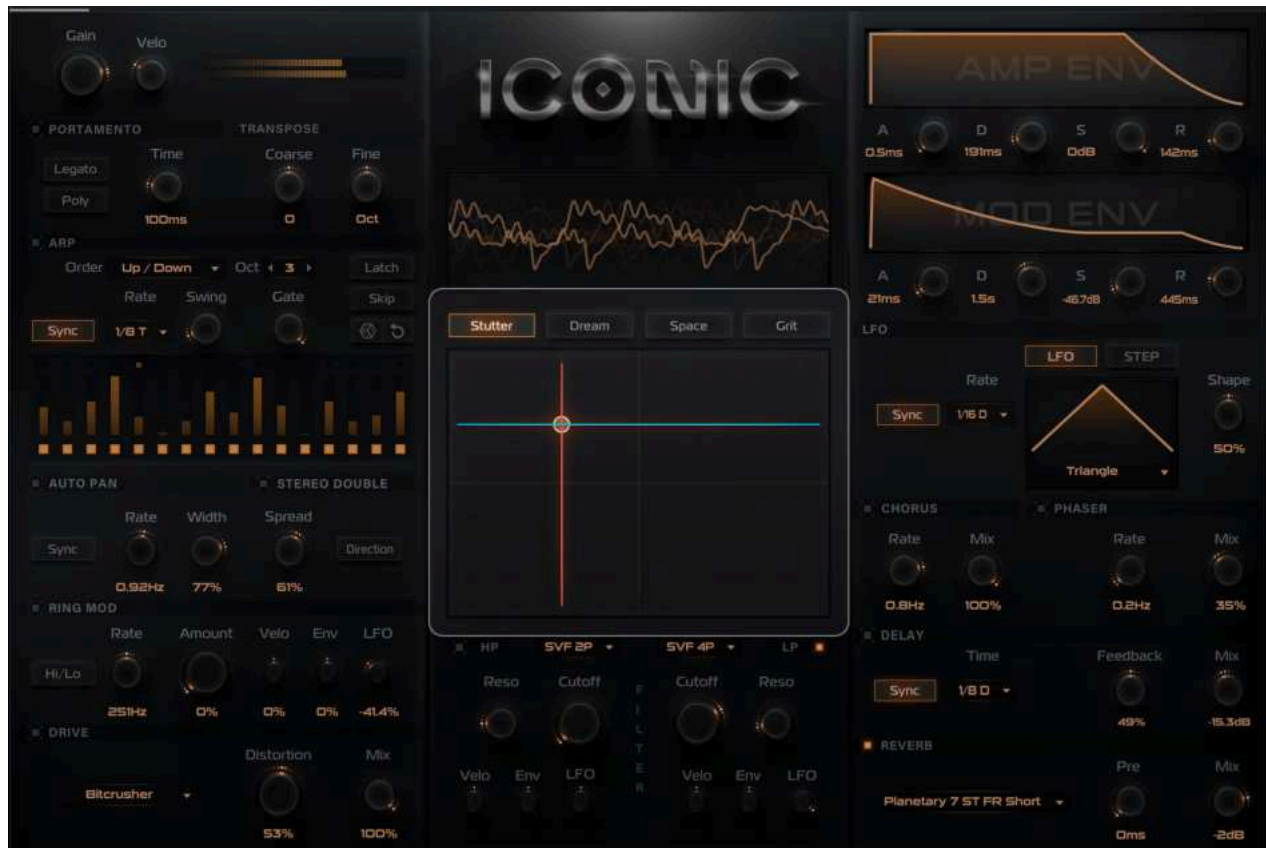 Gain
Velo
PORTAMENTO
TRANSPOSE
Legato
Poly
Time
100ms
Coarse
0
Fine
0ct
ARP
Order Up / Down Oct 3 Latch
Rate Swing Gate Skip
Sync 1/8 T
AUTO PAN
STEREO DOUBLE
Rate Width Spread
Sync Direction
0.92Hz 77% 61%
RING MOD
Rate Amount Velo Env LFO
Hi/Lo
251Hz 0% 0% 0% -41.4%
DRIVE
Distortion Mix
Bitcrusher
53% 100%
ICONIC
Stutter Dream Space Grit
HP SVF 2P SVF 4P LP
Reso Cutoff Cutoff Reso
FILTER
Velo Env LFO Velo Env LFO
AMP ENV
A D S R
0.5ms 191ms 0dB 142ms
MOD ENV
A D S R
21ms 1.5s -46.7dB 445ms
LFO
LFO STEP
Rate Shape
Sync 1/16 D
50%
Triangle
CHORUS PHASER
Rate Mix Rate Mix
0.8Hz 100% 0.2Hz 35%
DELAY
Time Feedback Mix
Sync 1/8 D
49% -15.3dB
REVERB
Pre Mix
Planetary 7 ST FR Short
0ms -2dB